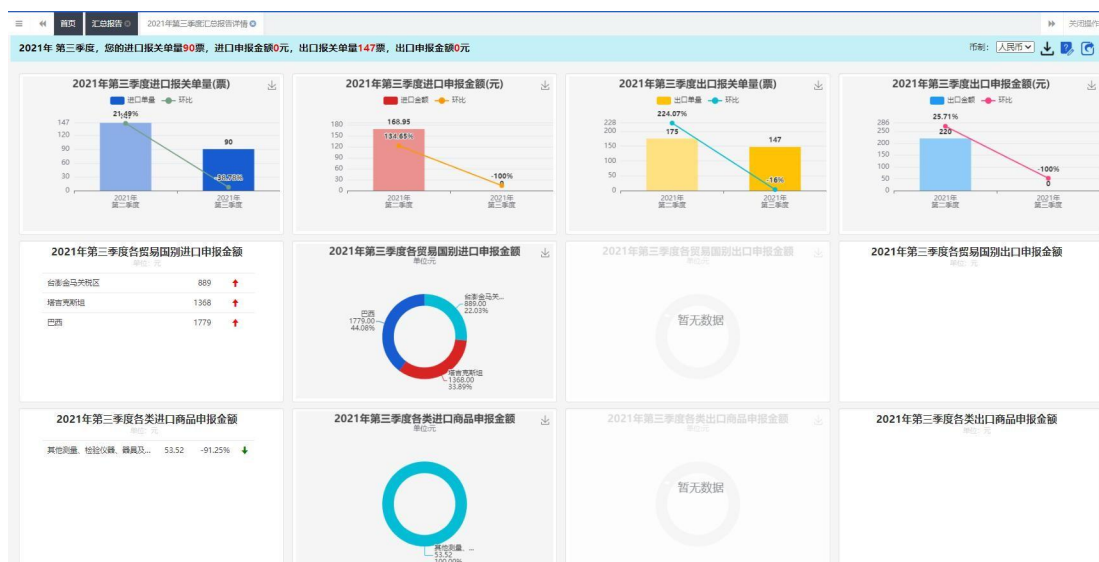 首页 汇总报告 2021年第三季度汇总报告详情 关闭操作
2021年 第三季度，您的进口报关单量90票，进口申报金额0元，出口报关单量147票，出口申报金额0元
币制： 人民币
2021年第三季度进口报关单量(票)
进口单量 环比
21.49%
147
147
120
90
60
30
0
90
2021年
第二季度
2021年
第三季度
2021年第三季度进口申报金额(元)
进口金额 环比
180
150
120
90
60
30
0
168.95
134.65%
-100%
0
2021年
第二季度
2021年
第三季度
2021年第三季度出口报关单量(票)
出口单量 环比
224.07%
228
200
150
100
50
0
175
147
-16%
2021年
第二季度
2021年
第三季度
2021年第三季度出口申报金额(元)
出口金额 环比
25.71%
286
250
200
150
100
50
0
220
-100%
0
2021年
第二季度
2021年
第三季度
2021年第三季度各贸易国别进口申报金额
单位: 元
台澎金马关税区 889
塔吉克斯坦 1368
巴西 1779
2021年第三季度各贸易国别进口申报金额
单位:元
台澎金马关...
889.00
22.03%
巴西
1779.00
44.08%
塔吉克斯坦
1368.00
33.89%
2021年第三季度各贸易国别出口申报金额
单位:元
暂无数据
2021年第三季度各贸易国别出口申报金额
单位: 元
2021年第三季度各类进口商品申报金额
单位: 元
其他测量、检验仪器、器具及... 53.52 -91.25%
2021年第三季度各类进口商品申报金额
单位:元
其他测量、...
53.52
100.00%
2021年第三季度各类出口商品申报金额
单位:元
暂无数据
2021年第三季度各类出口商品申报金额
单位: 元